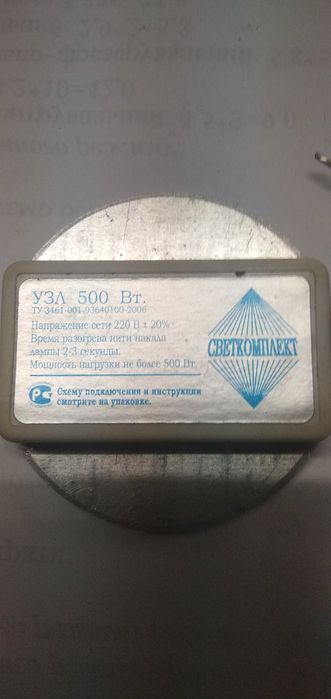 УЗЛ 500 Вт.
ТУ 3461-001-93640160-2006
Напряжение сети 220 В ± 20%
Время разогрева нити накала
лампы 2-3 секунды.
Мощность нагрузки не более 500 Вт.
СВЕТКОМПЛЕКТ
РС Схему подключения и инструкции
смотрите на упаковке.